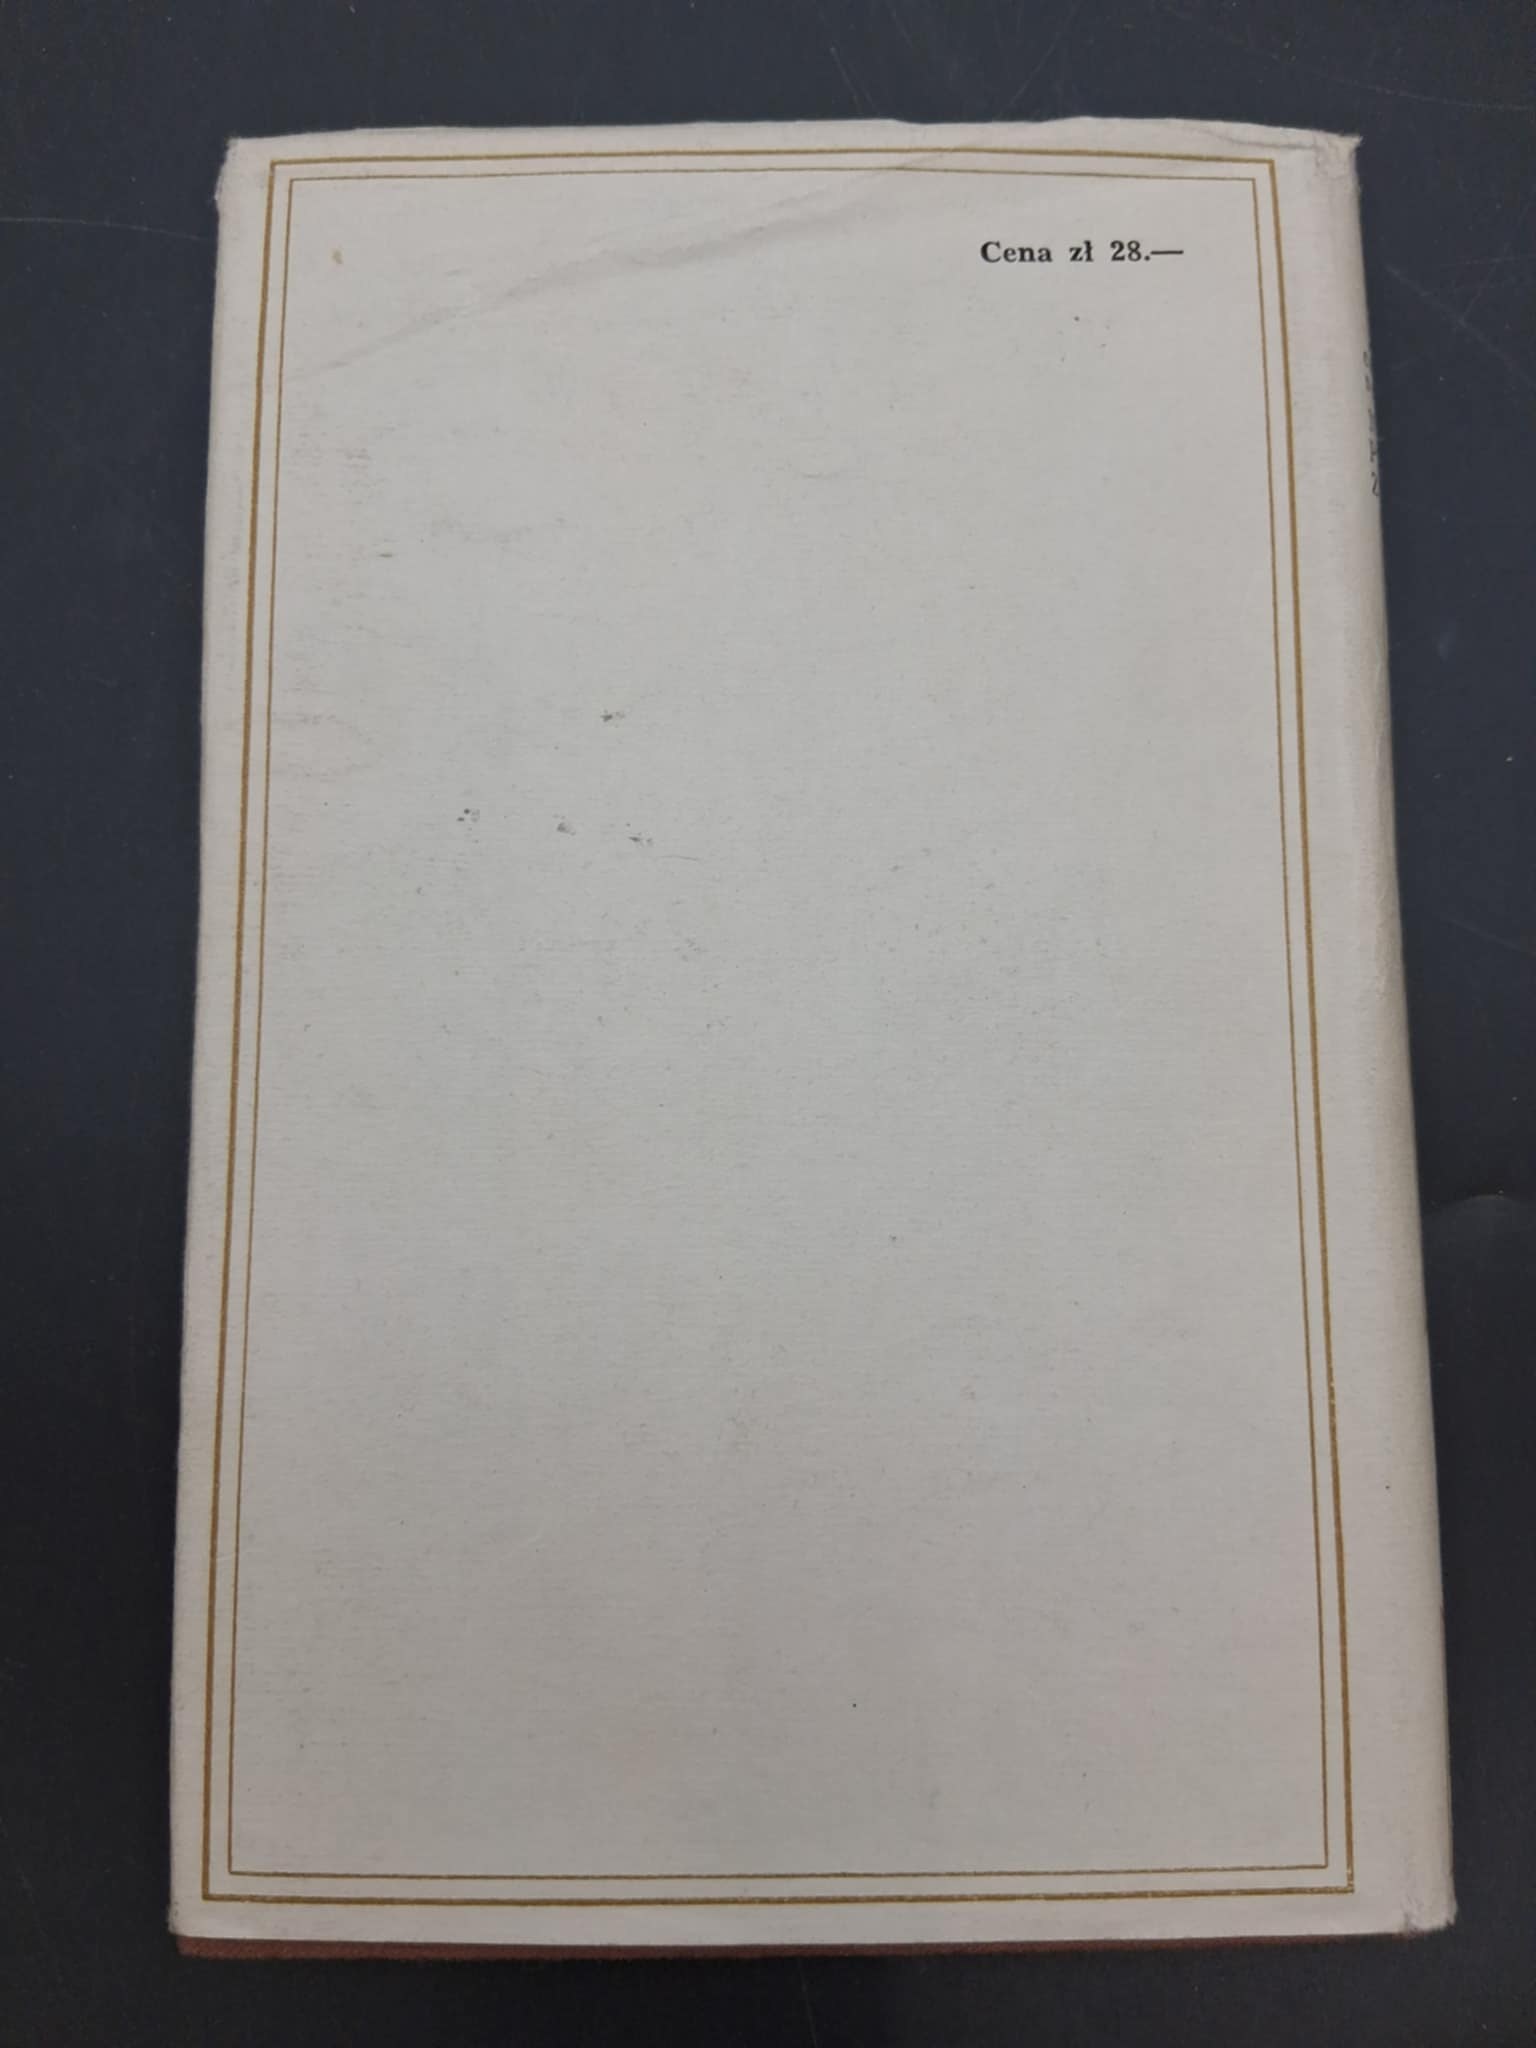 Cena zł 28.—